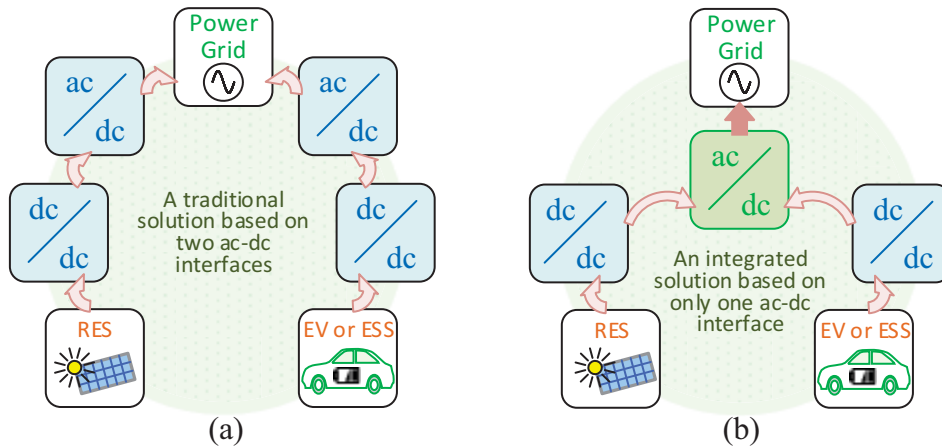 Power
Grid
ac
dc
ac
dc
dc
dc
dc
dc
A traditional
solution based on
two ac-dc
interfaces
RES
EV or ESS
(a)
Power
Grid
ac
dc
dc
dc
dc
dc
An integrated
solution based on
only one ac-dc
interface
RES
EV or ESS
(b)